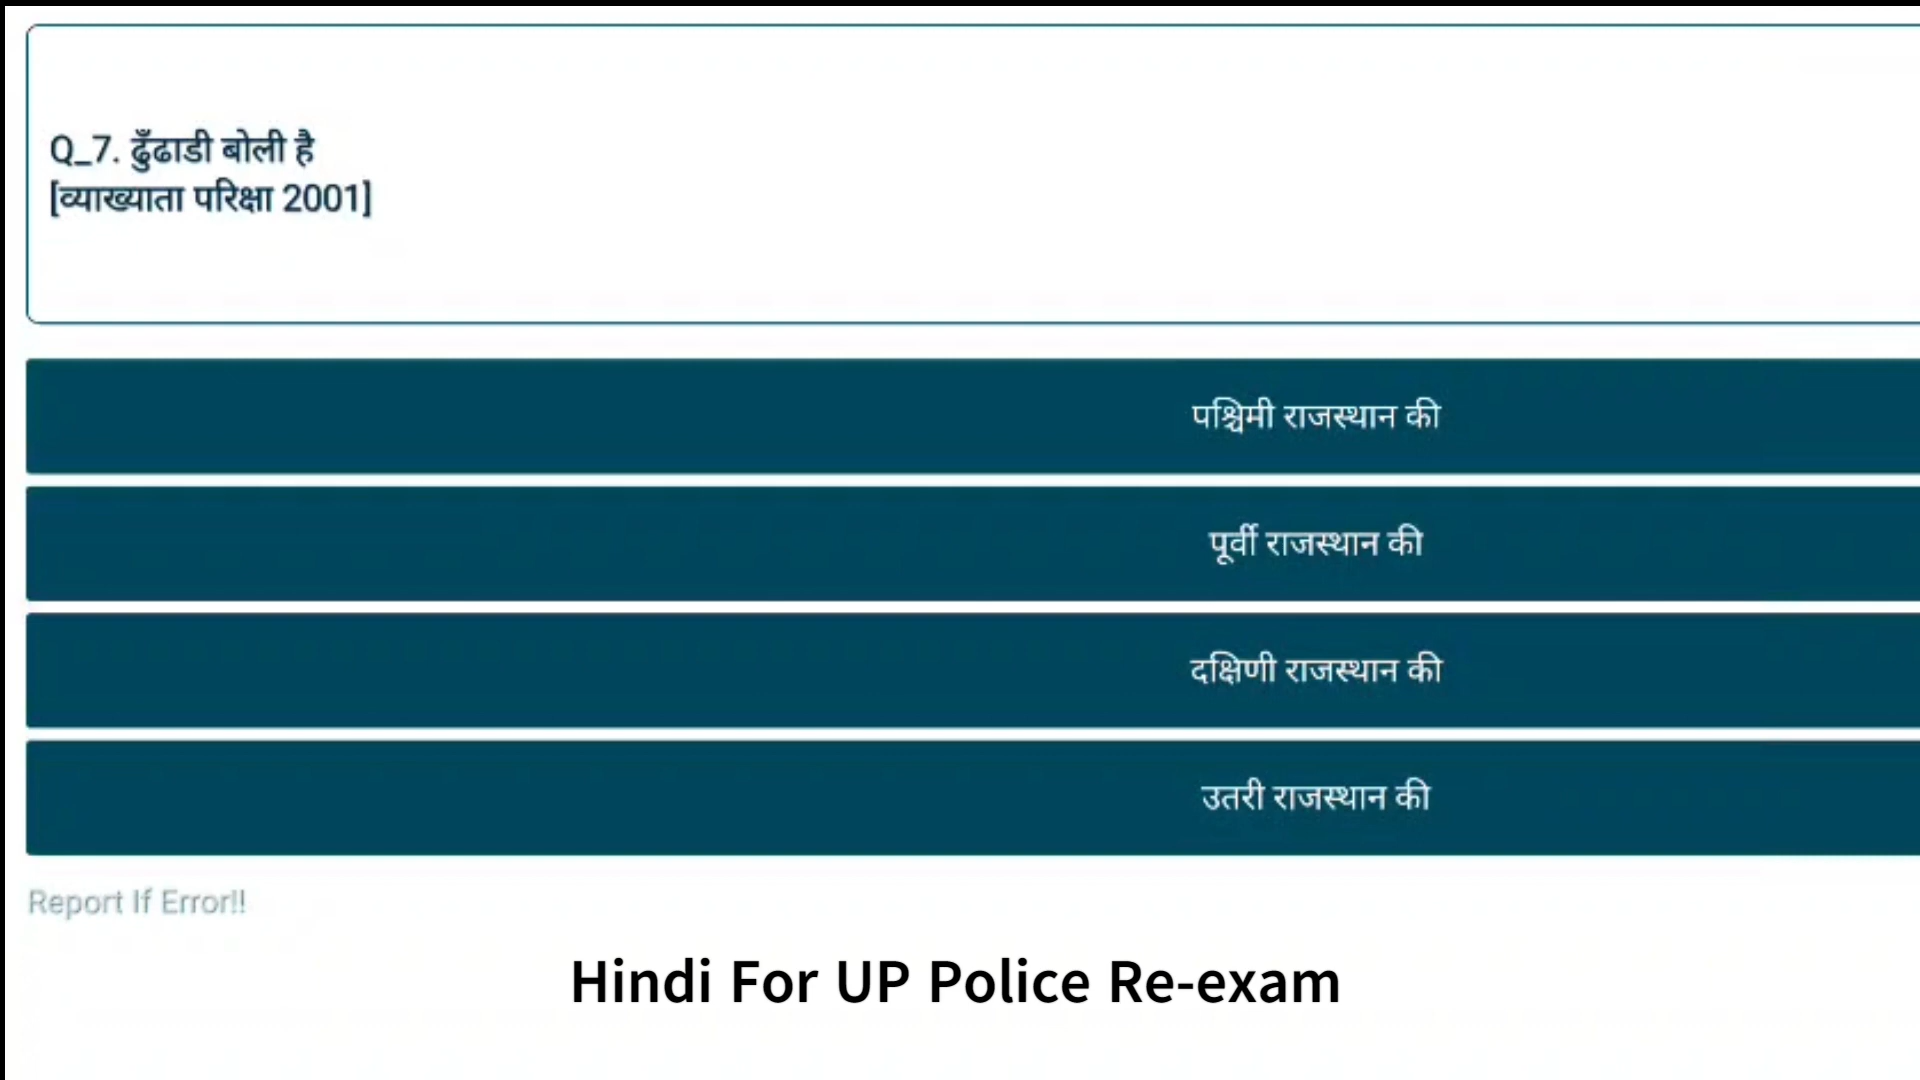 Q_7. ढुँढाडी बोली है
[व्याख्याता परिक्षा 2001]
पश्चिमी राजस्थान की
पूर्वी राजस्थान की
दक्षिणी राजस्थान की
उतरी राजस्थान की
Report If Error!!
Hindi For UP Police Re-exam